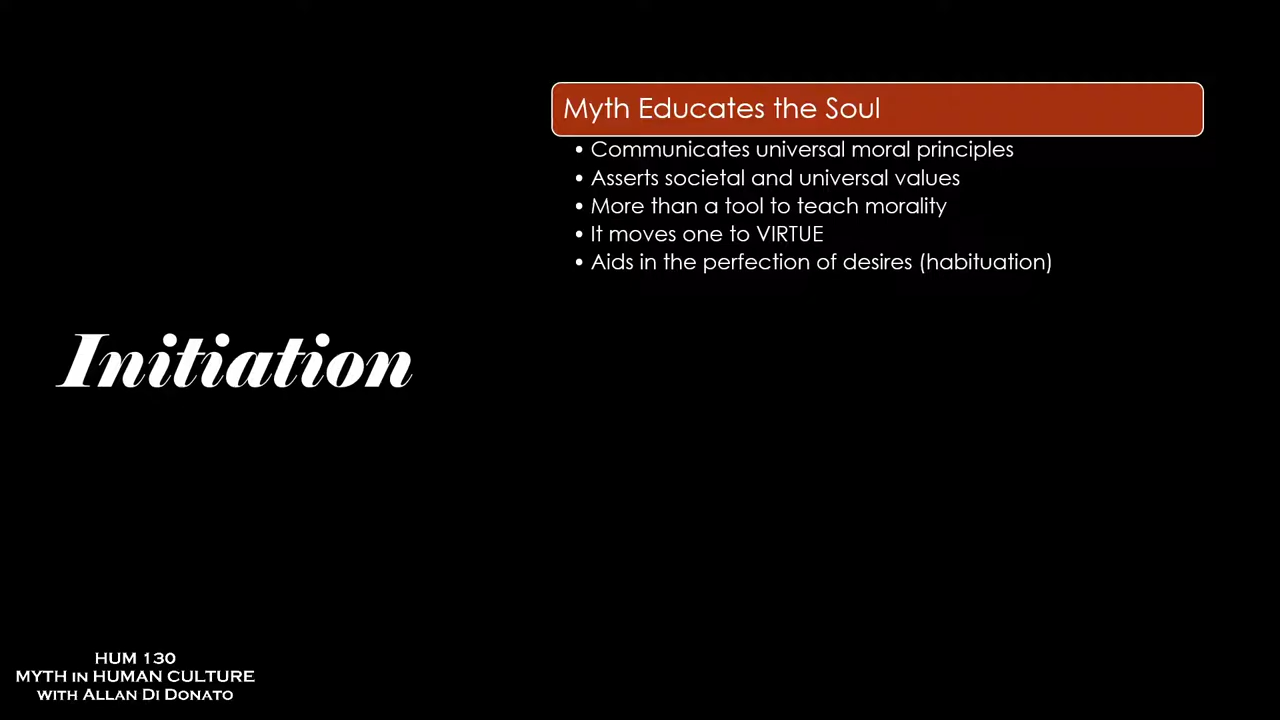 Myth Educates the Soul
• Communicates universal moral principles
• Asserts societal and universal values
• More than a tool to teach morality
• It moves one to VIRTUE
• Aids in the perfection of desires (habituation)
Initiation
HUM 130
MYTH in HUMAN CULTURE
WITH ALLAN DI DONATO